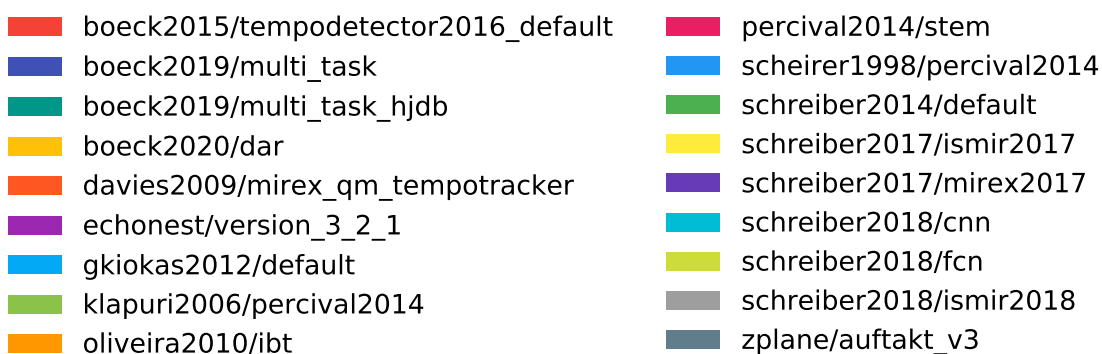 boeck2015/tempodetector2016_default
boeck2019/multi_task
boeck2019/multi_task_hjdb
boeck2020/dar
davies2009/mirex_qm_tempotracker
echonest/version_3_2_1
gkiokas2012/default
klapuri2006/percival2014
oliveira2010/ibt
percival2014/stem
scheirer1998/percival2014
schreiber2014/default
schreiber2017/ismir2017
schreiber2017/mirex2017
schreiber2018/cnn
schreiber2018/fcn
schreiber2018/ismir2018
zplane/auftakt_v3